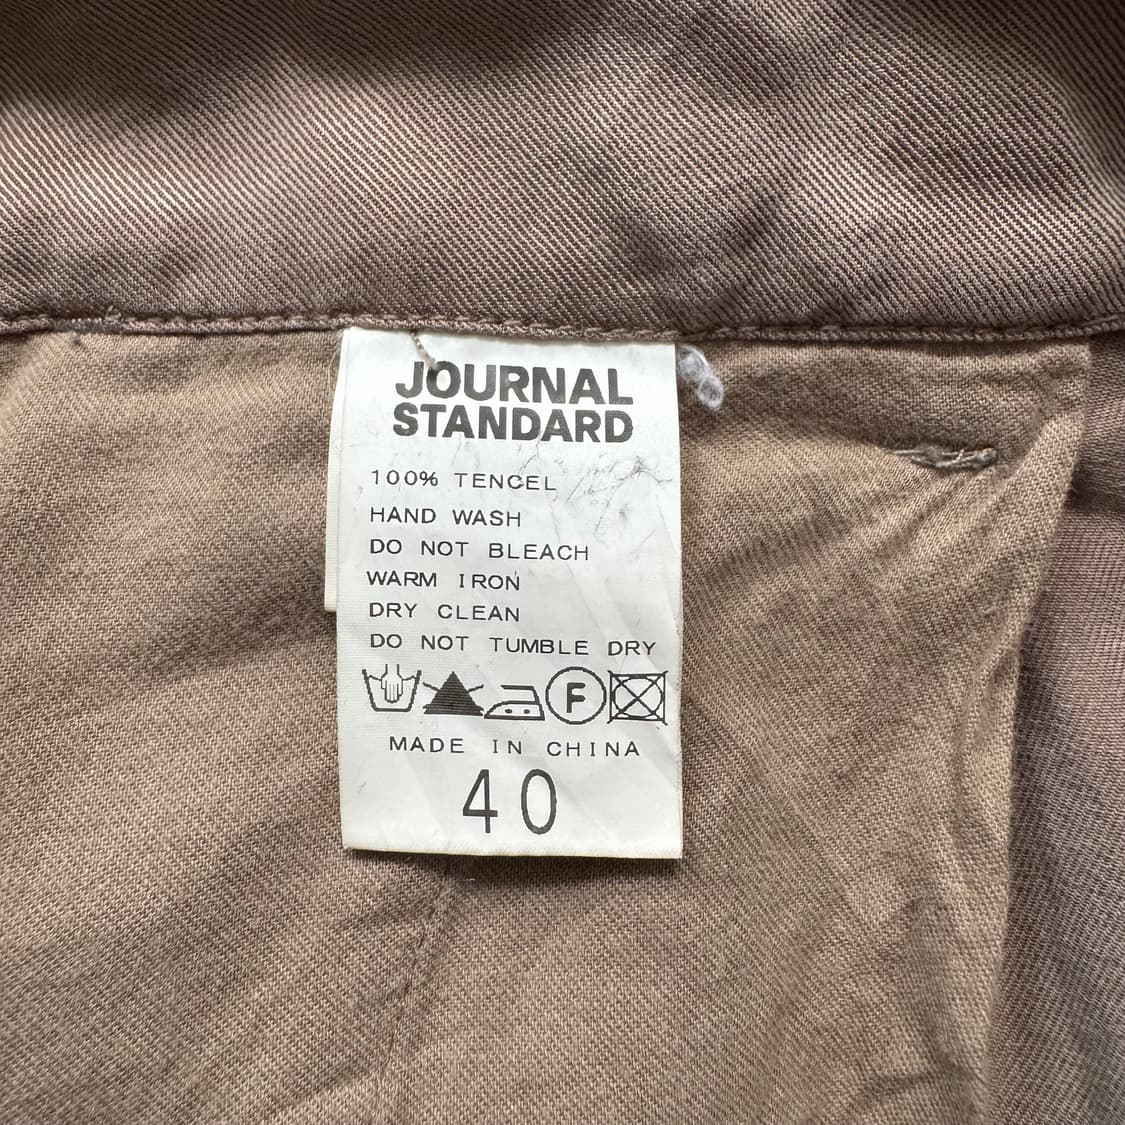 JOURNAL
STANDARD
100% TENCEL
HAND WASH
DO NOT BLEACH
WARM IRON
DRY CLEAN
DO NOT TUMBLE DRY
F
MADE IN CHINA
40